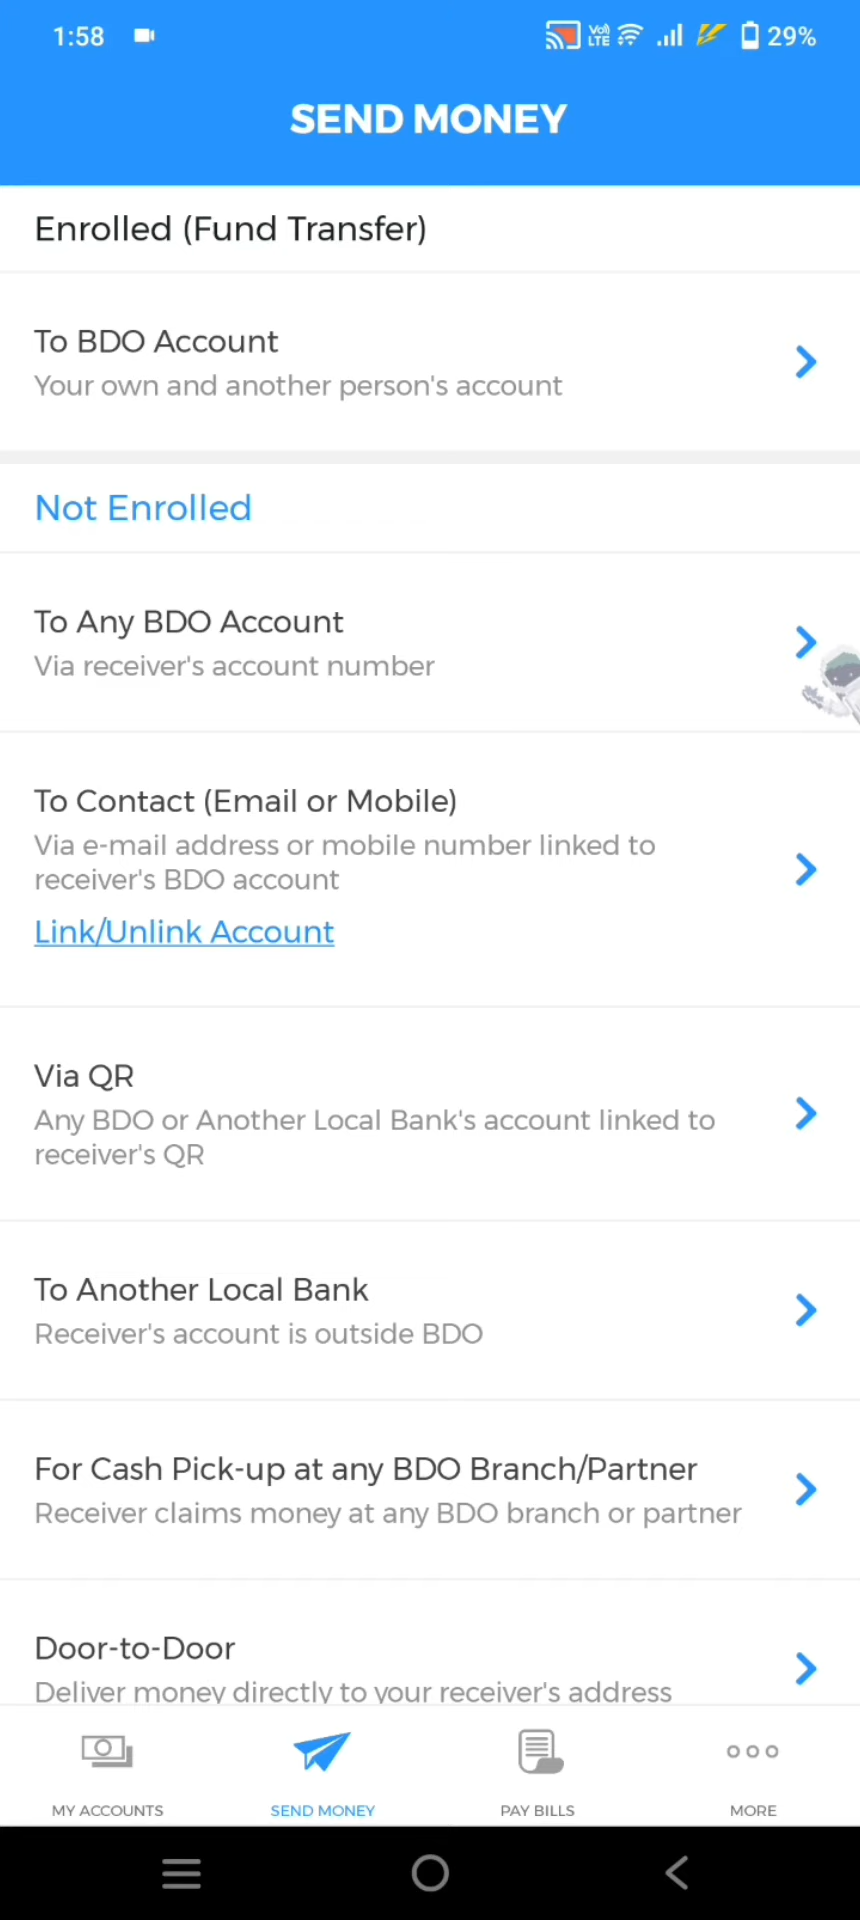 1:58
Vo))
LTE
29%
SEND MONEY
Enrolled (Fund Transfer)
To BDO Account
Your own and another person's account
Not Enrolled
To Any BDO Account
Via receiver's account number
To Contact (Email or Mobile)
Via e-mail address or mobile number linked to
receiver's BDO account
Link/Unlink Account
Via QR
Any BDO or Another Local Bank's account linked to
receiver's QR
To Another Local Bank
Receiver's account is outside BDO
For Cash Pick-up at any BDO Branch/Partner
Receiver claims money at any BDO branch or partner
Door-to-Door
Deliver money directly to your receiver's address
MY ACCOUNTS
SEND MONEY
PAY BILLS
MORE